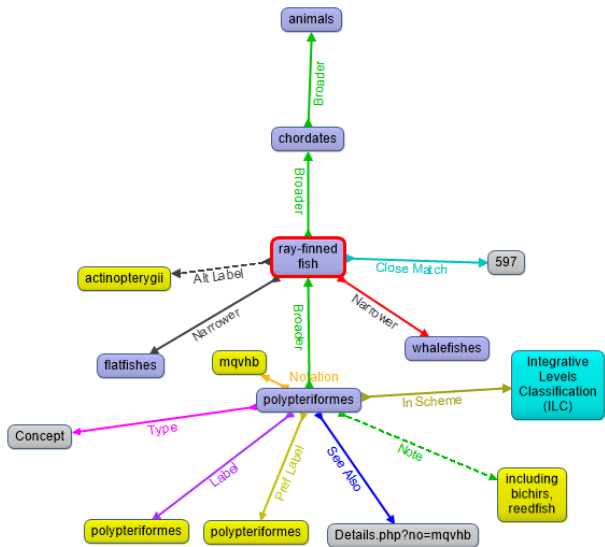 animals
Broader
chordates
Broader
ray-finned
fish
Close Match
597
actinopterygii
Alt Label
Narrower
Broader
Narrower
flatfishes
mqvhb
Notation
whalefishes
polypteriformes
In Scheme
Integrative
Levels
Classification
(ILC)
Concept
Type
Label
Pref Label
See Also
Note
including
bichirs,
reedfish
polypteriformes
polypteriformes
Details.php?no=mqvhb